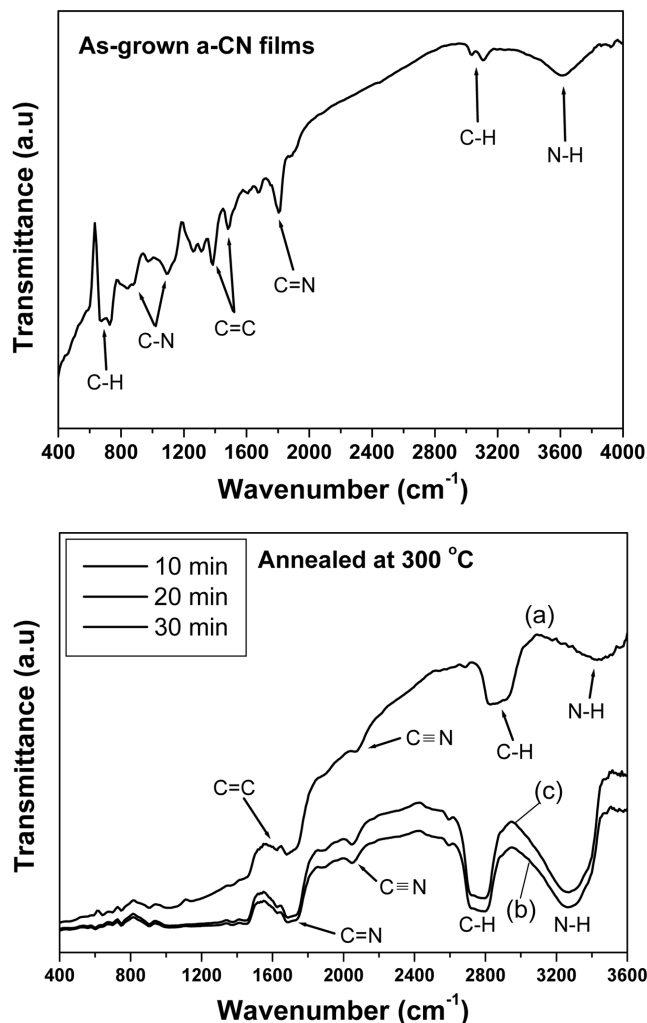 As-grown a-CN films
Transmittance (a.u)
C-H
N-H
C=N
C=C
C-N
C-H
400 800 1200 1600 2000 2400 2800 3200 3600 4000
Wavenumber (cm-1)
10 min
20 min
30 min
Annealed at 300 °C
Transmittance (a.u)
(a)
N-H
C≡N
C-H
C=C
(c)
C≡N
(b)
C-H
N-H
C=N
400 800 1200 1600 2000 2400 2800 3200 3600
Wavenumber (cm-1)